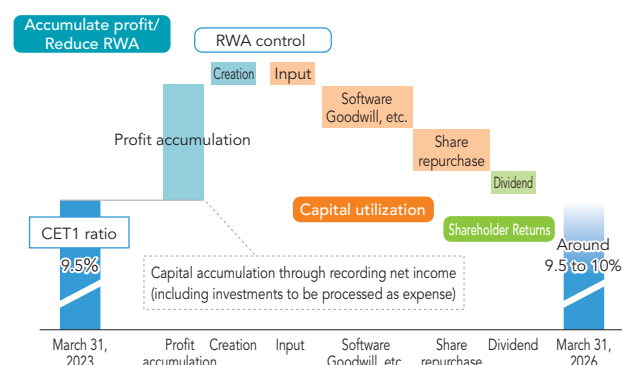 Accumulate profit/
Reduce RWA
RWA control
Creation
Input
Software
Goodwill, etc.
Profit accumulation
Share
repurchase
Dividend
Capital utilization
Shareholder Returns
CET1 ratio
9.5%
Around
9.5 to 10%
Capital accumulation through recording net income
(including investments to be processed as expense)
March 31,
2023
Profit
accumulation
Creation
Input
Software
Goodwill, etc.
Share
repurchase
Dividend
March 31,
2026